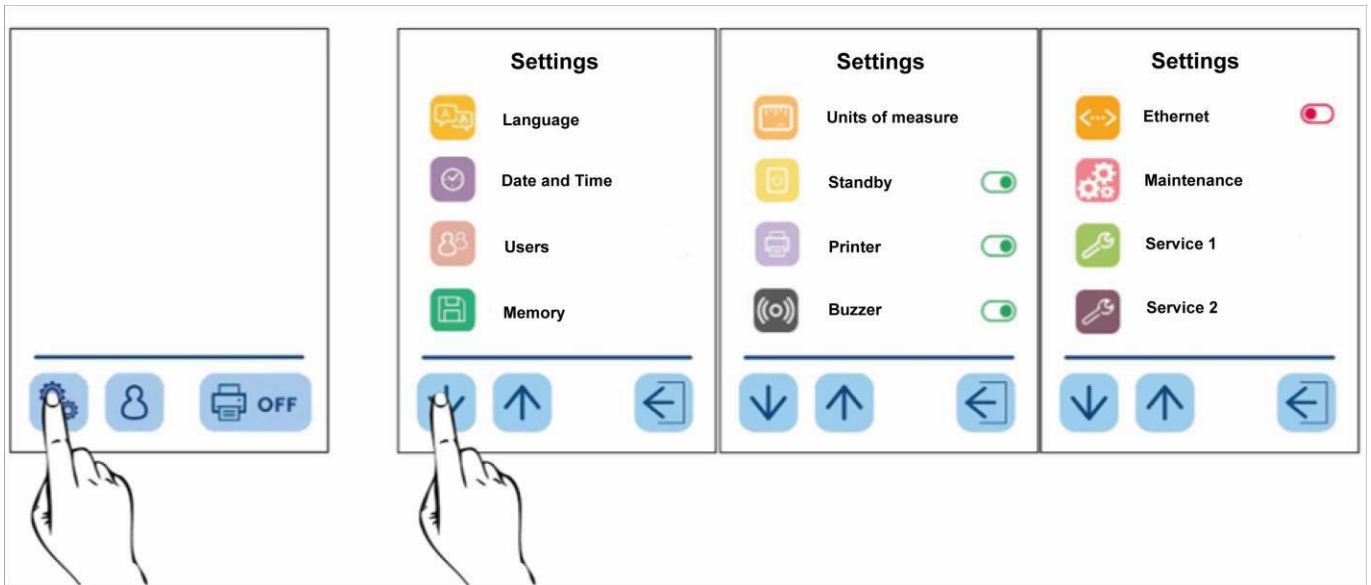 OFF
Settings
Language
Date and Time
Users
Memory
Settings
Units of measure
Standby
Printer
Buzzer
Settings
Ethernet
Maintenance
Service 1
Service 2